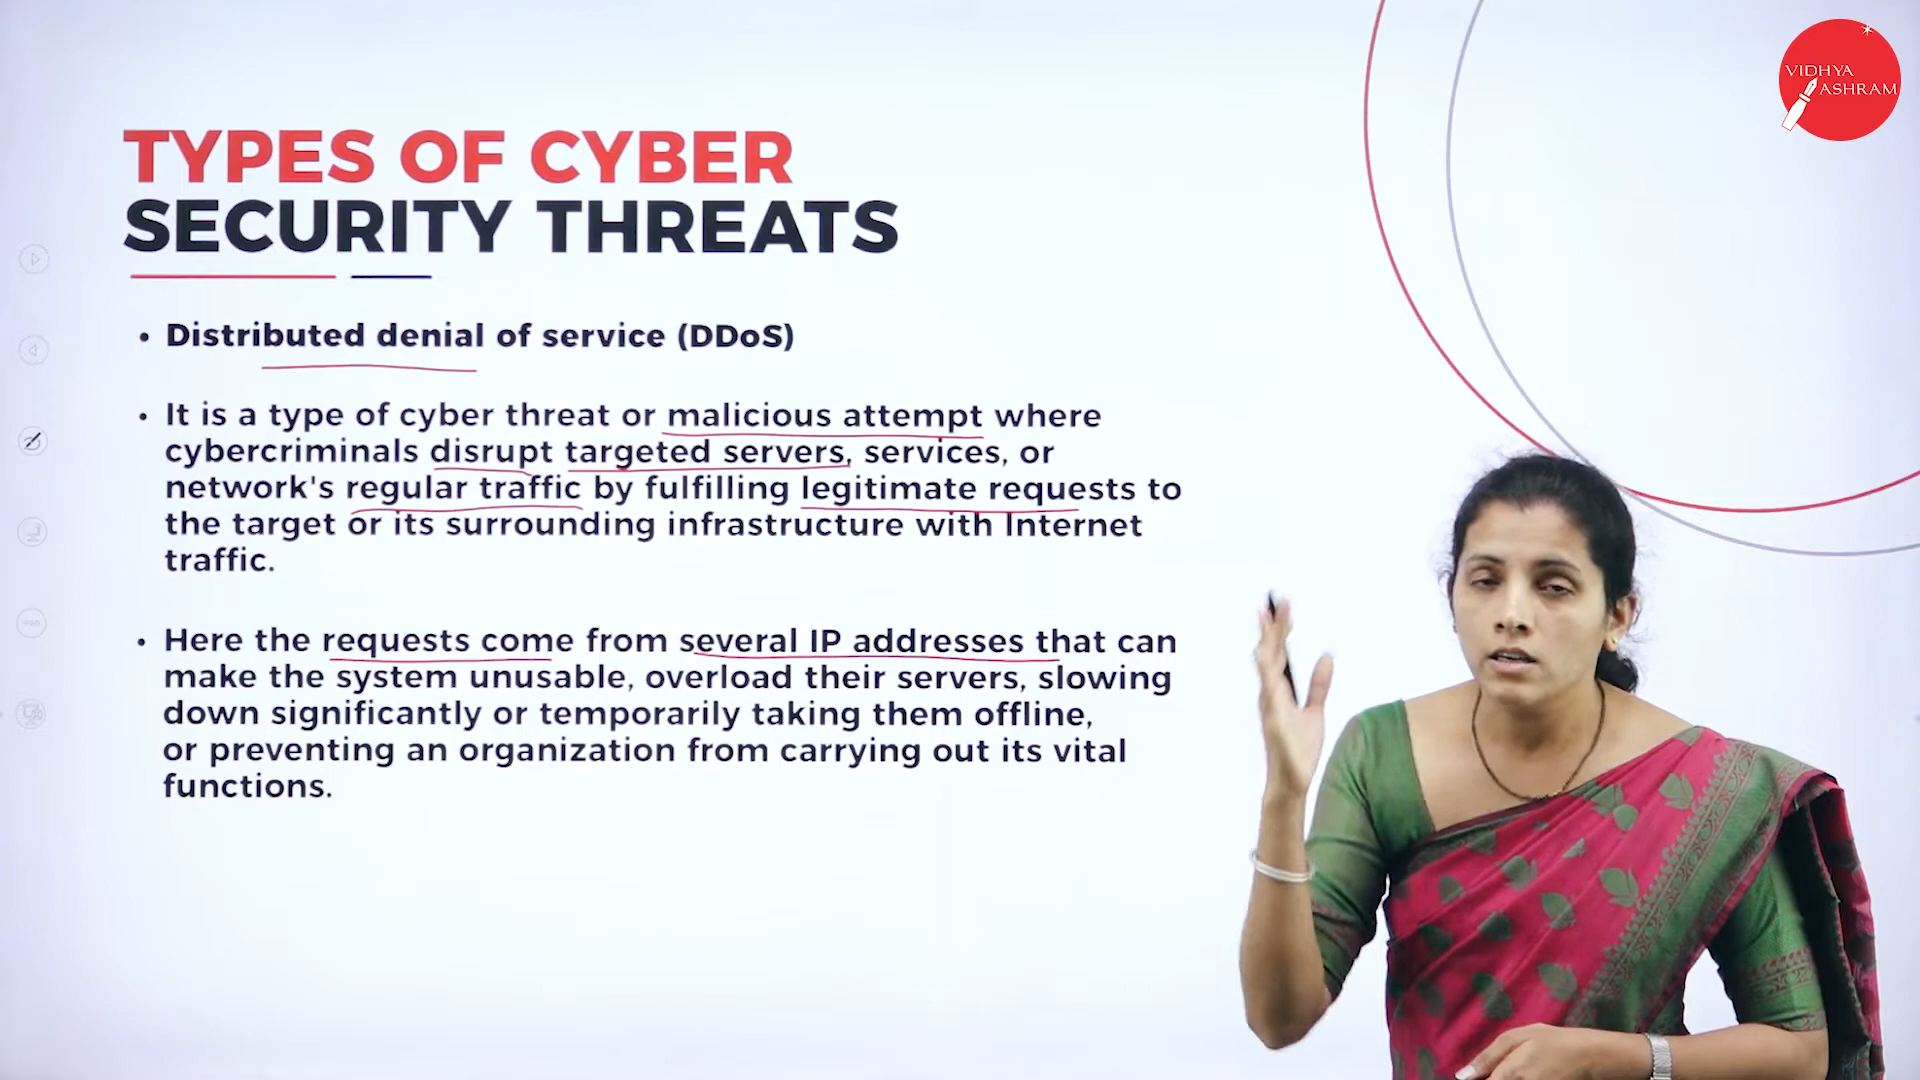 VIDHYA
ASHRAM
TYPES OF CYBER
SECURITY THREATS
• Distributed denial of service (DDoS)
• It is a type of cyber threat or malicious attempt where
cybercriminals disrupt targeted servers, services, or
network's regular traffic by fulfilling legitimate requests to
the target or its surrounding infrastructure with Internet
traffic.
• Here the requests come from several IP addresses that can
make the system unusable, overload their servers, slowing
down significantly or temporarily taking them offline,
or preventing an organization from carrying out its vital
functions.